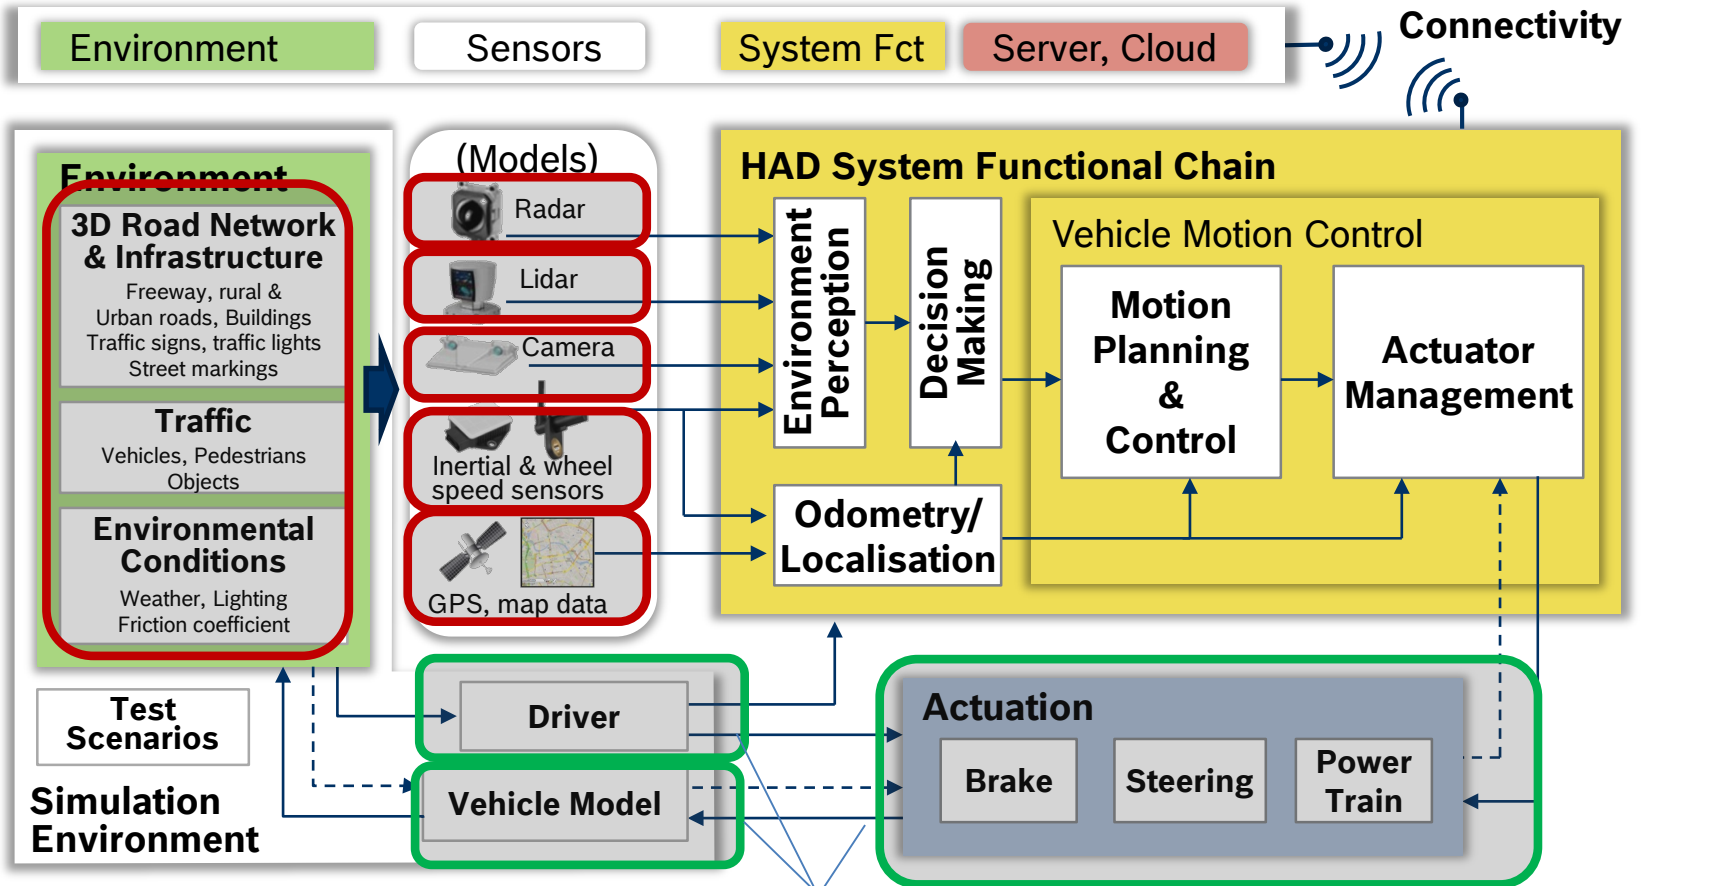 Environment
Sensors
System Fct
Server, Cloud
Connectivity
Environment
3D Road Network
& Infrastructure
Freeway, rural &
Urban roads, Buildings
Traffic signs, traffic lights
Street markings
Traffic
Vehicles, Pedestrians
Objects
Environmental
Conditions
Weather, Lighting
Friction coefficient
Test
Scenarios
Simulation
Environment
(Models)
Radar
Lidar
Camera
Inertial & wheel
speed sensors
GPS, map data
HAD System Functional Chain
Environment
Perception
Decision
Making
Odometry/
Localisation
Vehicle Motion Control
Motion
Planning
&
Control
Actuator
Management
Driver
Vehicle Model
Actuation
Brake
Steering
Power
Train